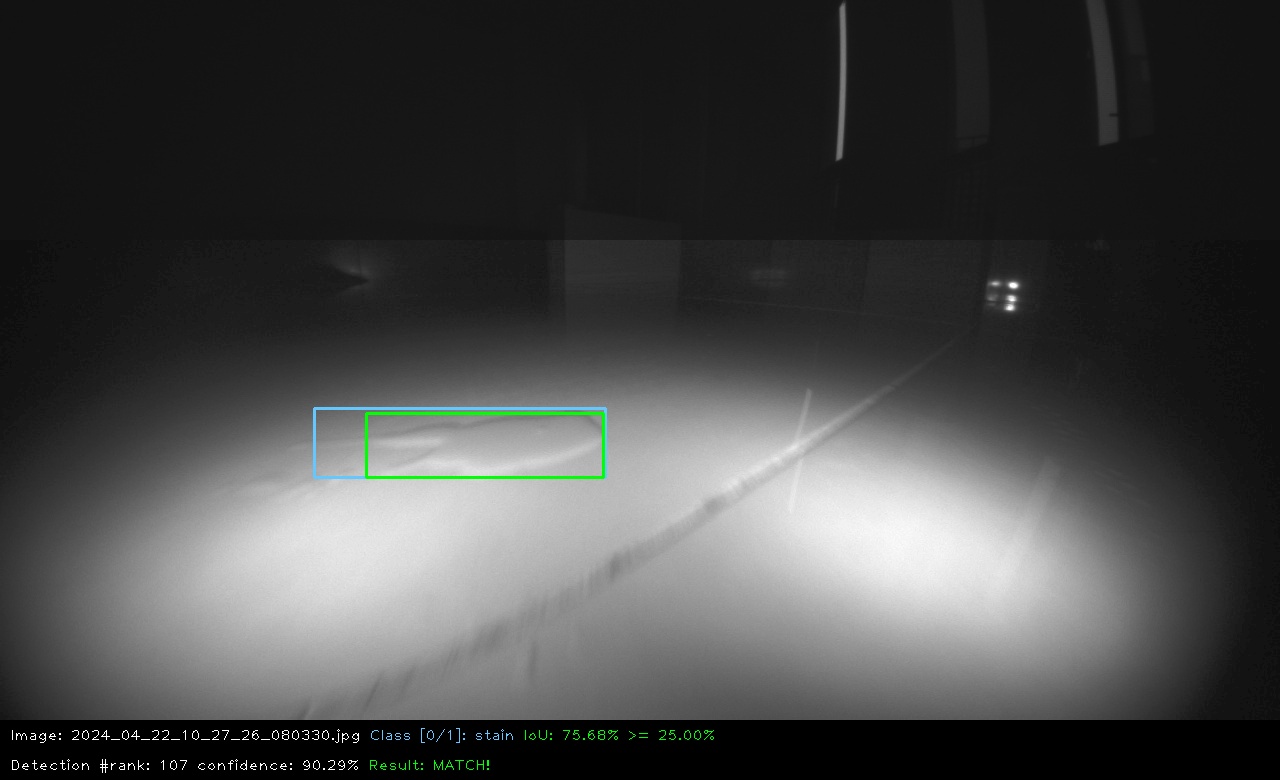 Image: 2024_04_22_10_27_26_080330.jpg Class [0/1]: stain IoU: 75.68% >= 25.00%
Detection #rank: 107 confidence: 90.29% Result: MATCH!